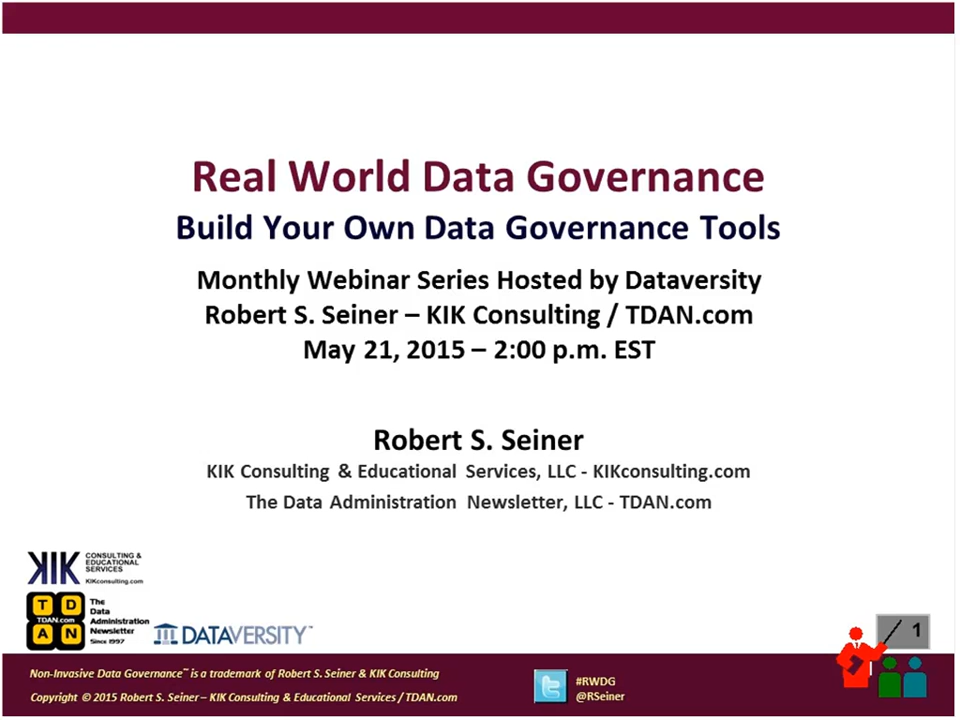 Real World Data Governance
Build Your Own Data Governance Tools
Monthly Webinar Series Hosted by Dataversity
Robert S. Seiner – KIK Consulting / TDAN.com
May 21, 2015 – 2:00 p.m. EST
Robert S. Seiner
KIK Consulting & Educational Services, LLC - KIKconsulting.com
The Data Administration Newsletter, LLC - TDAN.com
KIK
CONSULTING &
EDUCATIONAL
SERVICES
KIKconsulting.com
T D
TDAN.com
A N
The
Data
Administration
Newsletter
Since 1997
DATAVERSITY™
1
Non-Invasive Data Governance™ is a trademark of Robert S. Seiner & KIK Consulting
Copyright © 2015 Robert S. Seiner – KIK Consulting & Educational Services / TDAN.com
#RWDG
@RSeiner